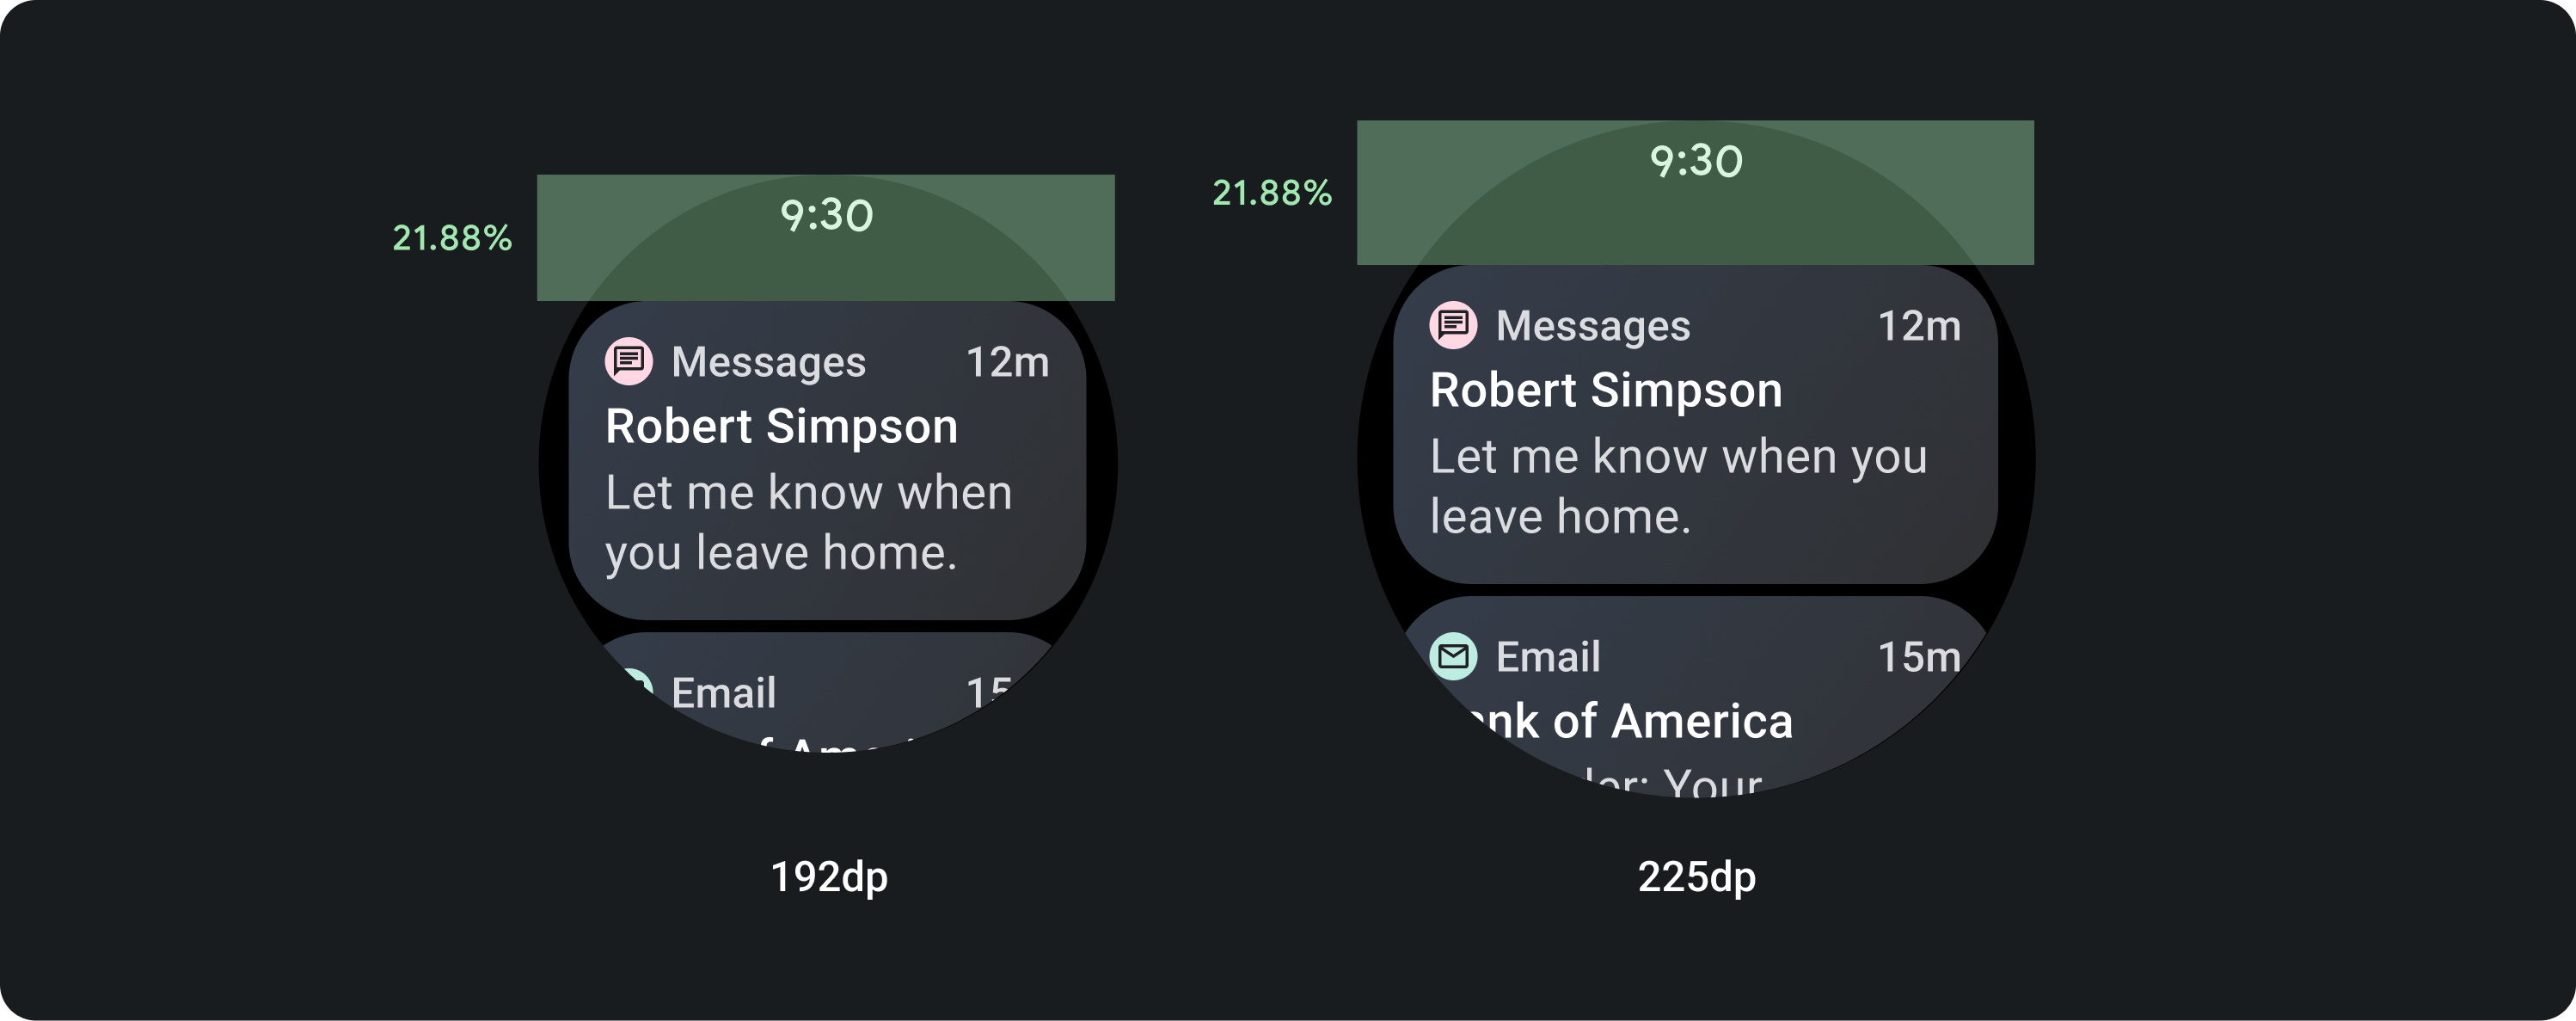 21.88%
9:30
Messages 12m
Robert Simpson
Let me know when
you leave home.
Email
192dp
21.88%
9:30
Messages 12m
Robert Simpson
Let me know when you
leave home.
Email 15m
of America
Your
225dp